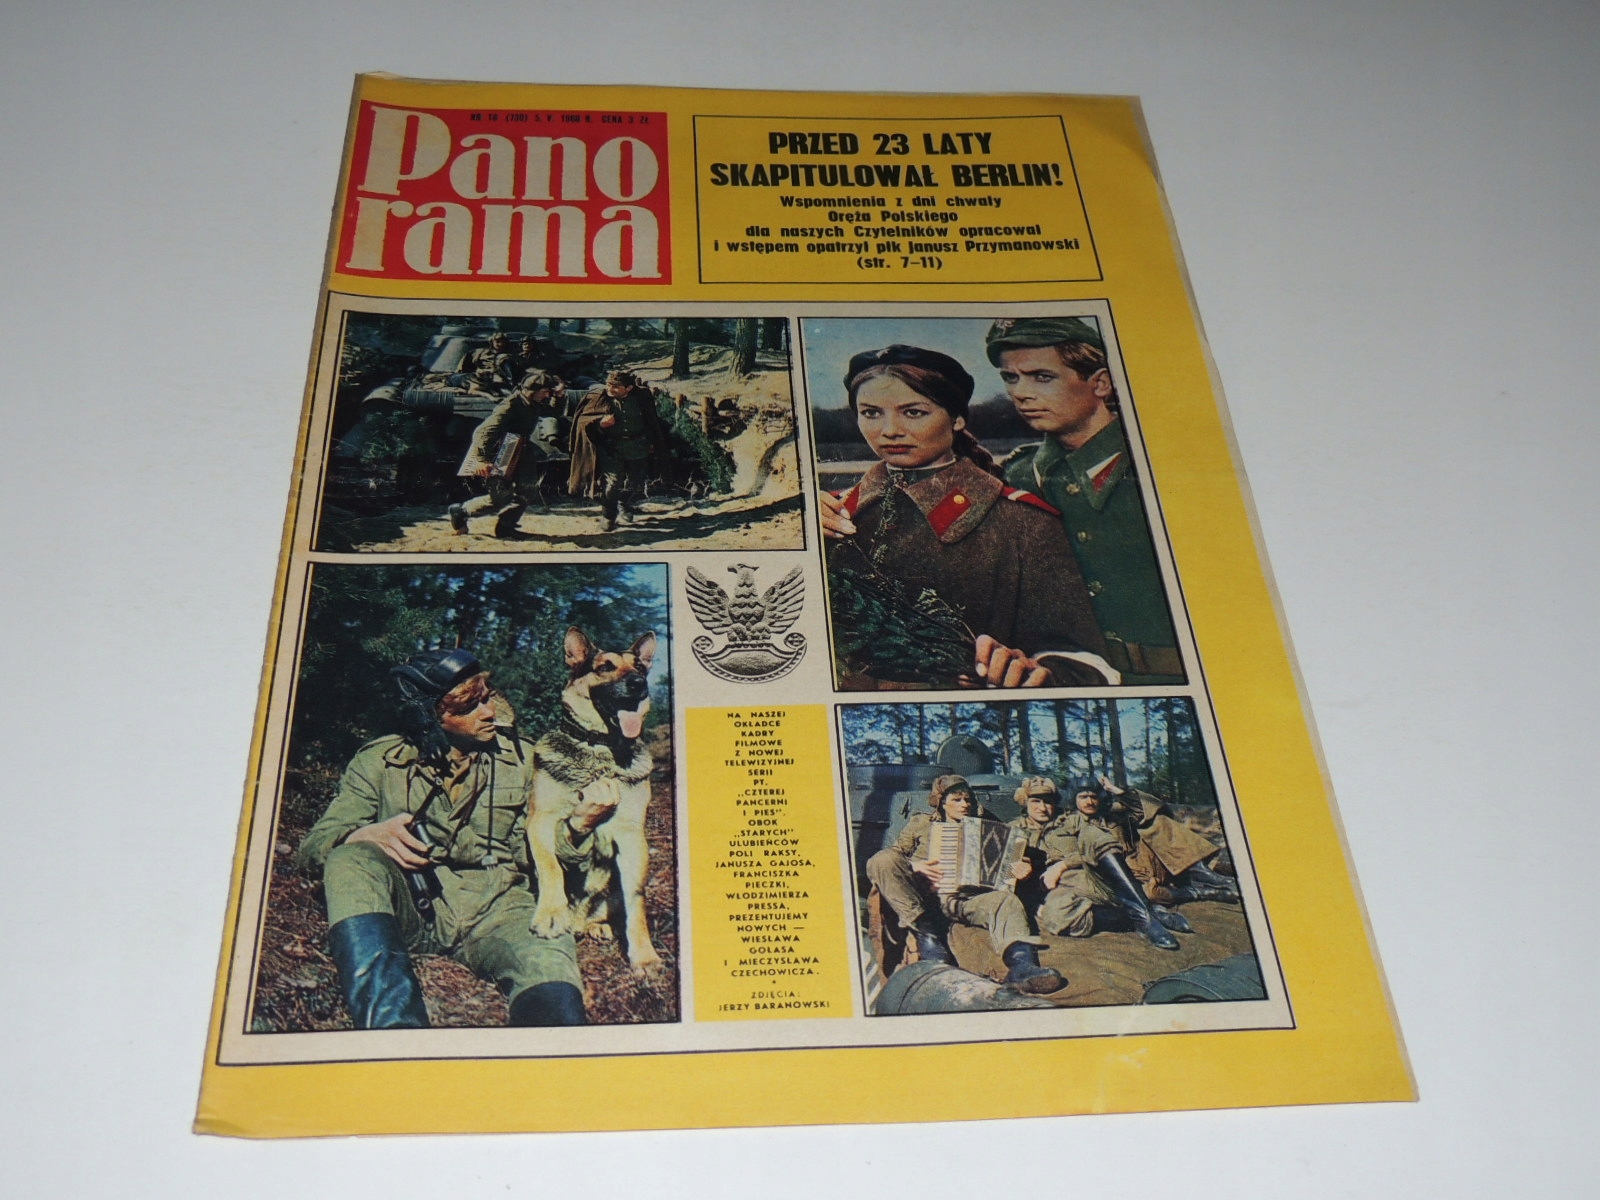 NR 18 (730) 5. V. 1968 R. CENA 3 ZŁ
Pano
rama
PRZED 23 LATY
SKAPITULOWAŁ BERLIN!
Wspomnienia z dni chwały
Oręża Polskiego
dla naszych Czytelników opracował
i wstępem opatrzył płk Janusz Przymanowski
(str. 7–11)
NA NASZEJ
OKŁADCE
KADRY
FILMOWE
Z NOWEJ
TELEWIZYJNEJ
SERII
PT.
„CZTEREJ
PANCERNI
I PIES".
OBOK
„STARYCH"
ULUBIEŃCÓW
POLI RAKSY,
JANUSZA GAJOSA,
FRANCISZKA
PIECZKI,
WŁODZIMIERZA
PRESSA,
PREZENTUJEMY
NOWYCH —
WIESŁAWA
GOŁASA
I MIECZYSŁAWA
CZECHOWICZA.
*
ZDJĘCIA:
JERZY BARANOWSKI